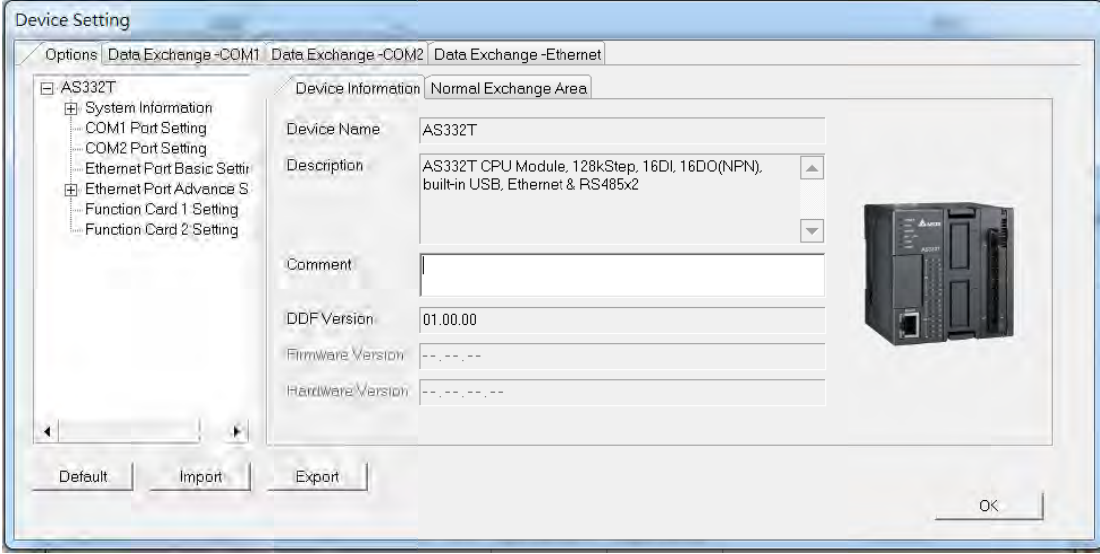 Device Setting
Options Data Exchange -COM1 Data Exchange -COM2 Data Exchange -Ethernet
AS332T
System Information
COM1 Port Setting
COM2 Port Setting
Ethernet Port Basic Settir
Ethernet Port Advance S
Function Card 1 Setting
Function Card 2 Setting
Device Information Normal Exchange Area
Device Name AS332T
Description AS332T CPU Module, 128kStep, 16DI, 16DO(NPN),
built-in USB, Ethernet & RS485x2
Comment
DDF Version 01.00.00
Firmware Version --.--.--
Hardware Version --.--.--.--
Default Import Export
OK